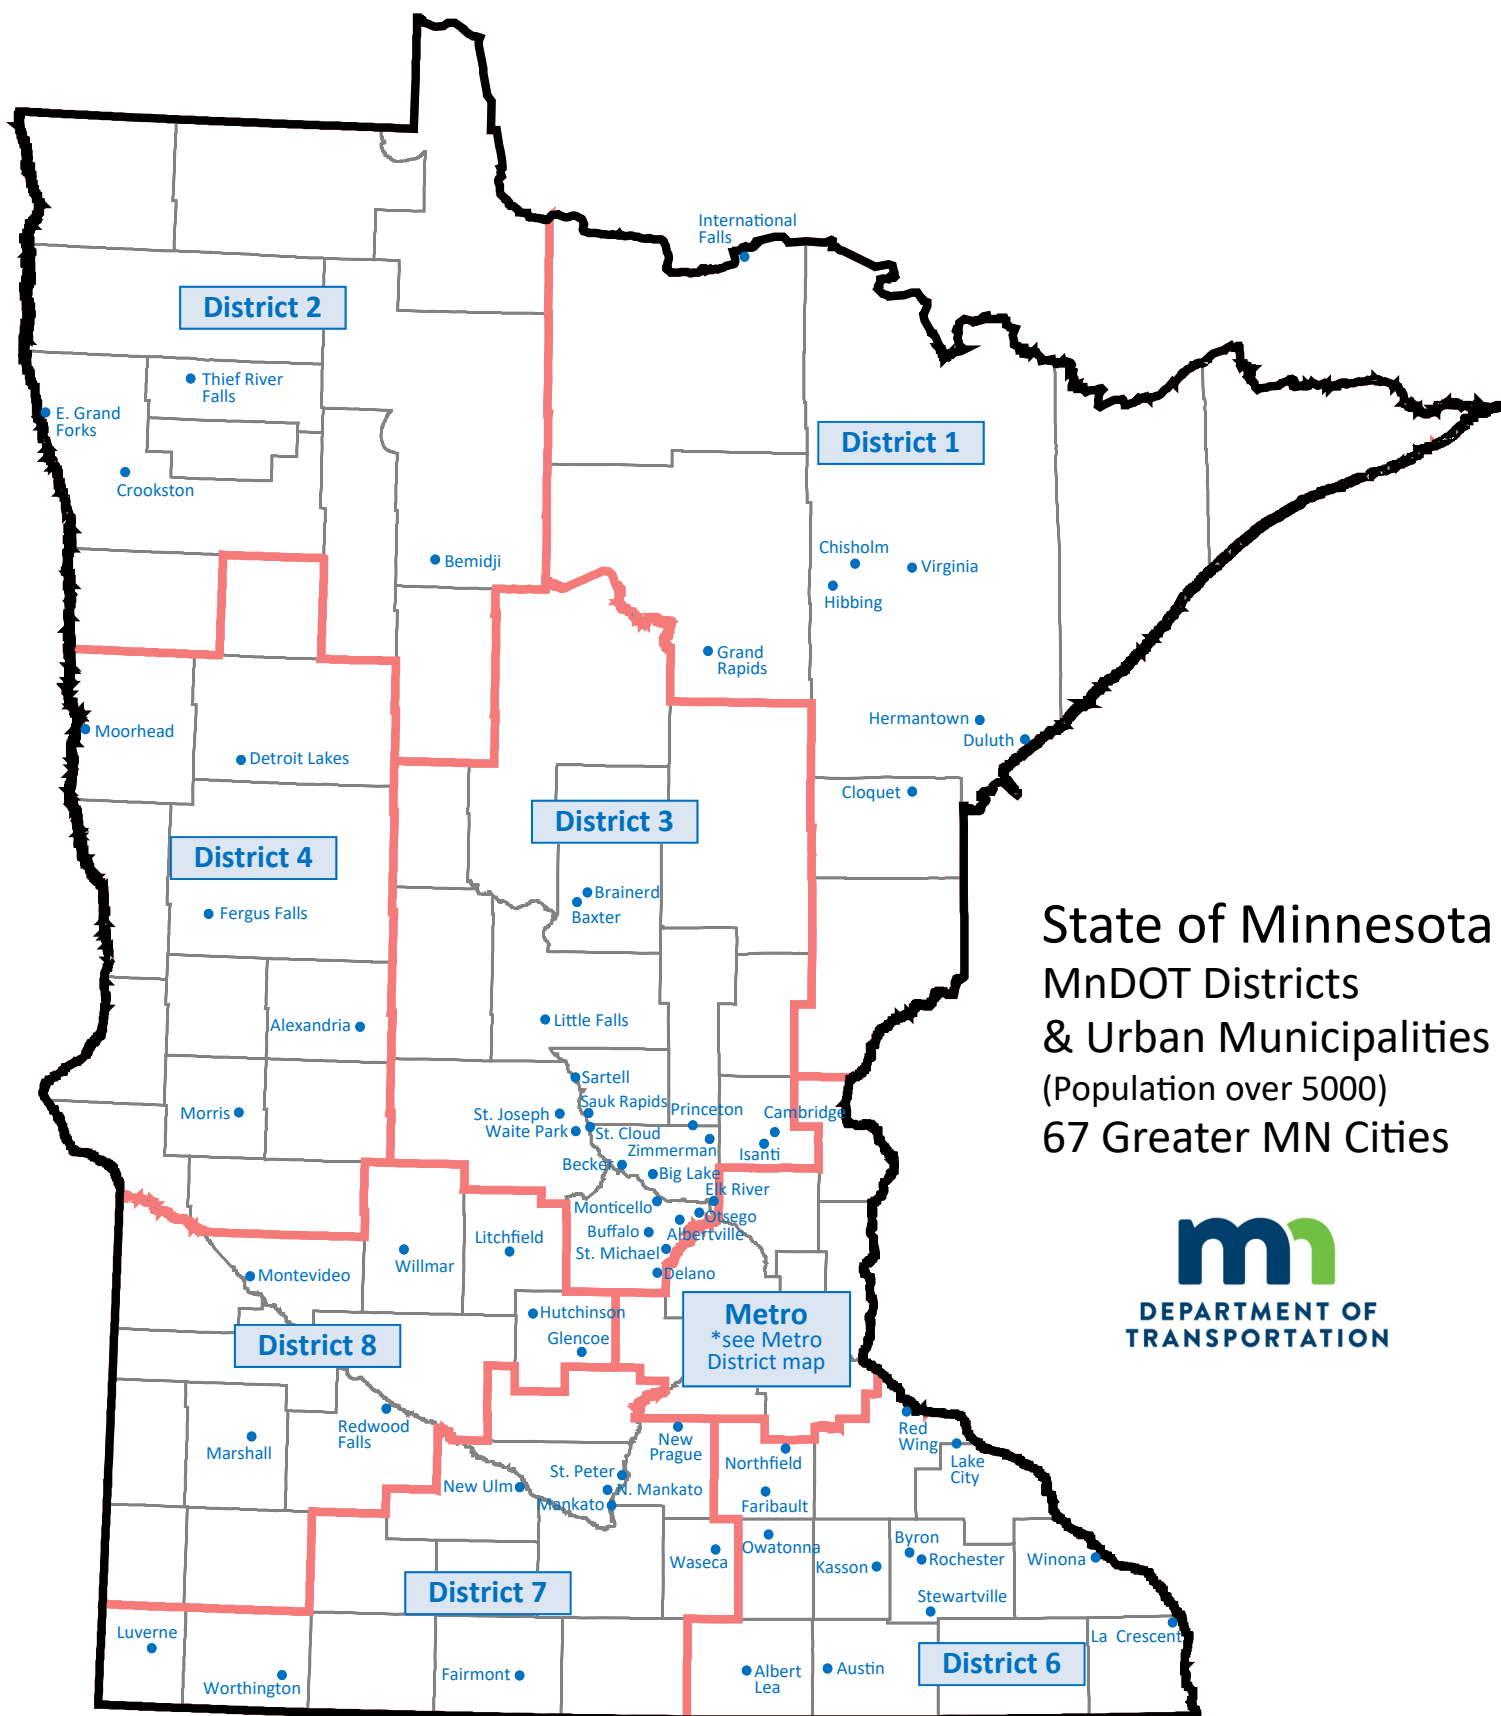 International
Falls
District 2
Thief River
Falls
E. Grand
Forks
Crookston
District 1
Bemidji
Chisholm
Virginia
Hibbing
Grand
Rapids
Hermantown
Duluth
Cloquet
Moorhead
Detroit Lakes
District 3
District 4
Brainerd
Baxter
Fergus Falls
State of Minnesota
MnDOT Districts
& Urban Municipalities
(Population over 5000)
67 Greater MN Cities
Little Falls
Alexandria
Sartell
Sauk Rapids
Morris
St. Joseph
Waite Park
St. Cloud
Princeton
Zimmerman
Cambridge
Isanti
Becker
Big Lake
Elk River
Monticello
Otsego
Buffalo
Albertville
St. Michael
Delano
Litchfield
Willmar
Montevideo
Hutchinson
Glencoe
Metro
*see Metro
District map
DEPARTMENT OF
TRANSPORTATION
District 8
Redwood
Falls
Marshall
New
Prague
Northfield
Red
Wing
Lake
City
St. Peter
N. Mankato
New Ulm
Mankato
Faribault
Owatonna
Waseca
Kasson
Byron
Rochester
Winona
Stewartville
District 7
Luverne
Worthington
Fairmont
Albert
Lea
Austin
District 6
La Crescent